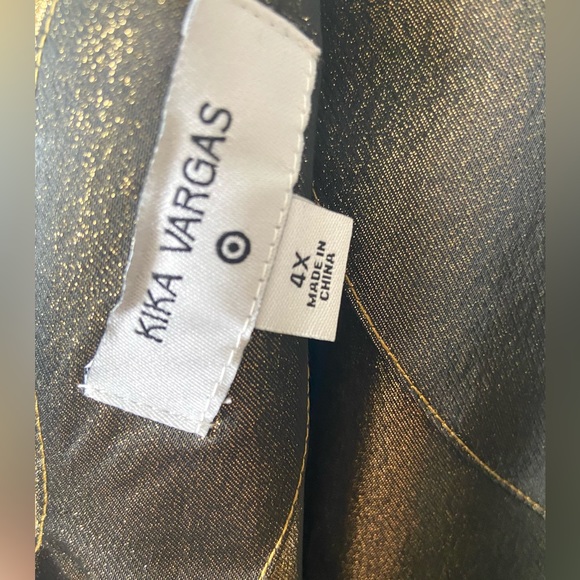 KIKA VARGAS
4X
MADE IN
CHINA